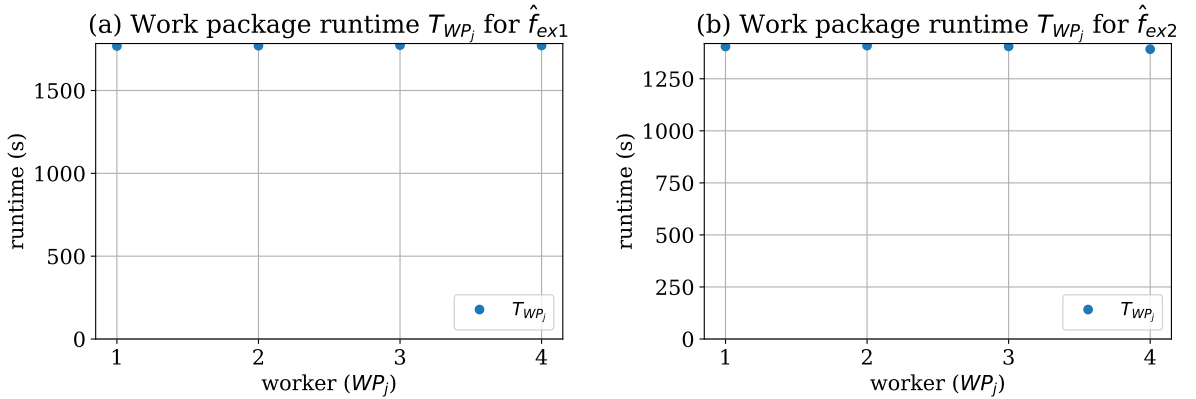 (a) Work package runtime T_{WP_j} for \hat{f}_{ex1}
1500
1000
500
0
runtime (s)
T_{WP_j}
1 2 3 4
worker (WP_j)
(b) Work package runtime T_{WP_j} for \hat{f}_{ex2}
1250
1000
750
500
250
0
runtime (s)
T_{WP_j}
1 2 3 4
worker (WP_j)